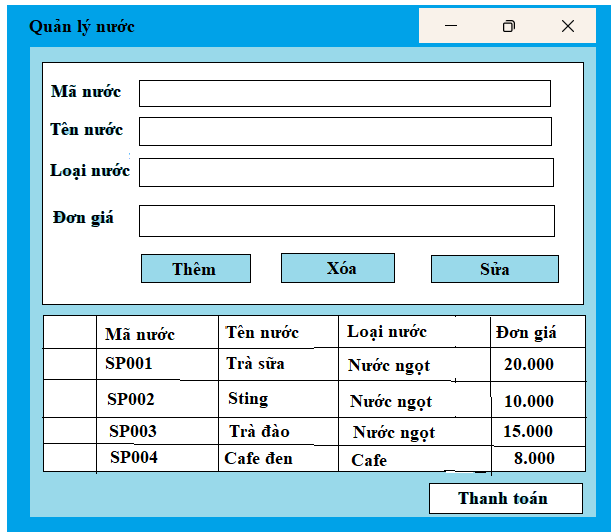 Quản lý nước
Mã nước
Tên nước
Loại nước
Đơn giá
Thêm Xóa Sửa
Mã nước Tên nước Loại nước Đơn giá
SP001 Trà sữa Nước ngọt 20.000
SP002 Sting Nước ngọt 10.000
SP003 Trà đào Nước ngọt 15.000
SP004 Cafe đen Cafe 8.000
Thanh toán